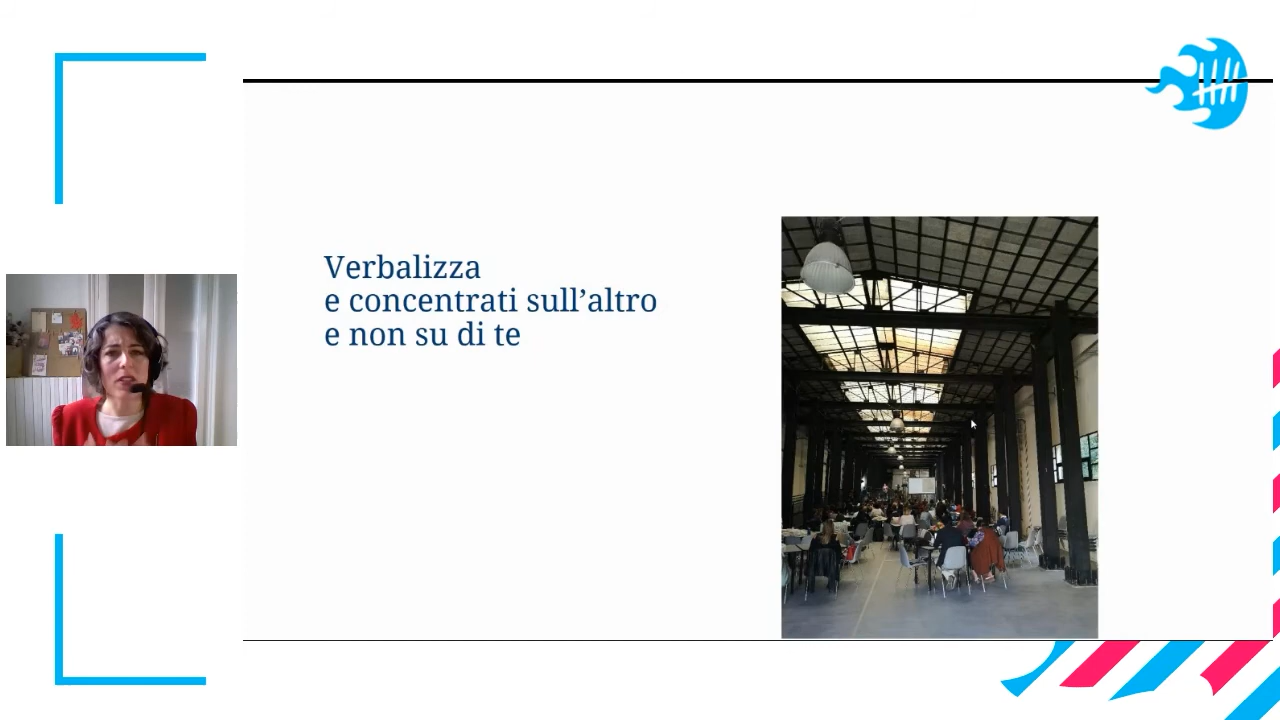 Verbalizza
e concentrati sull’altro
e non su di te